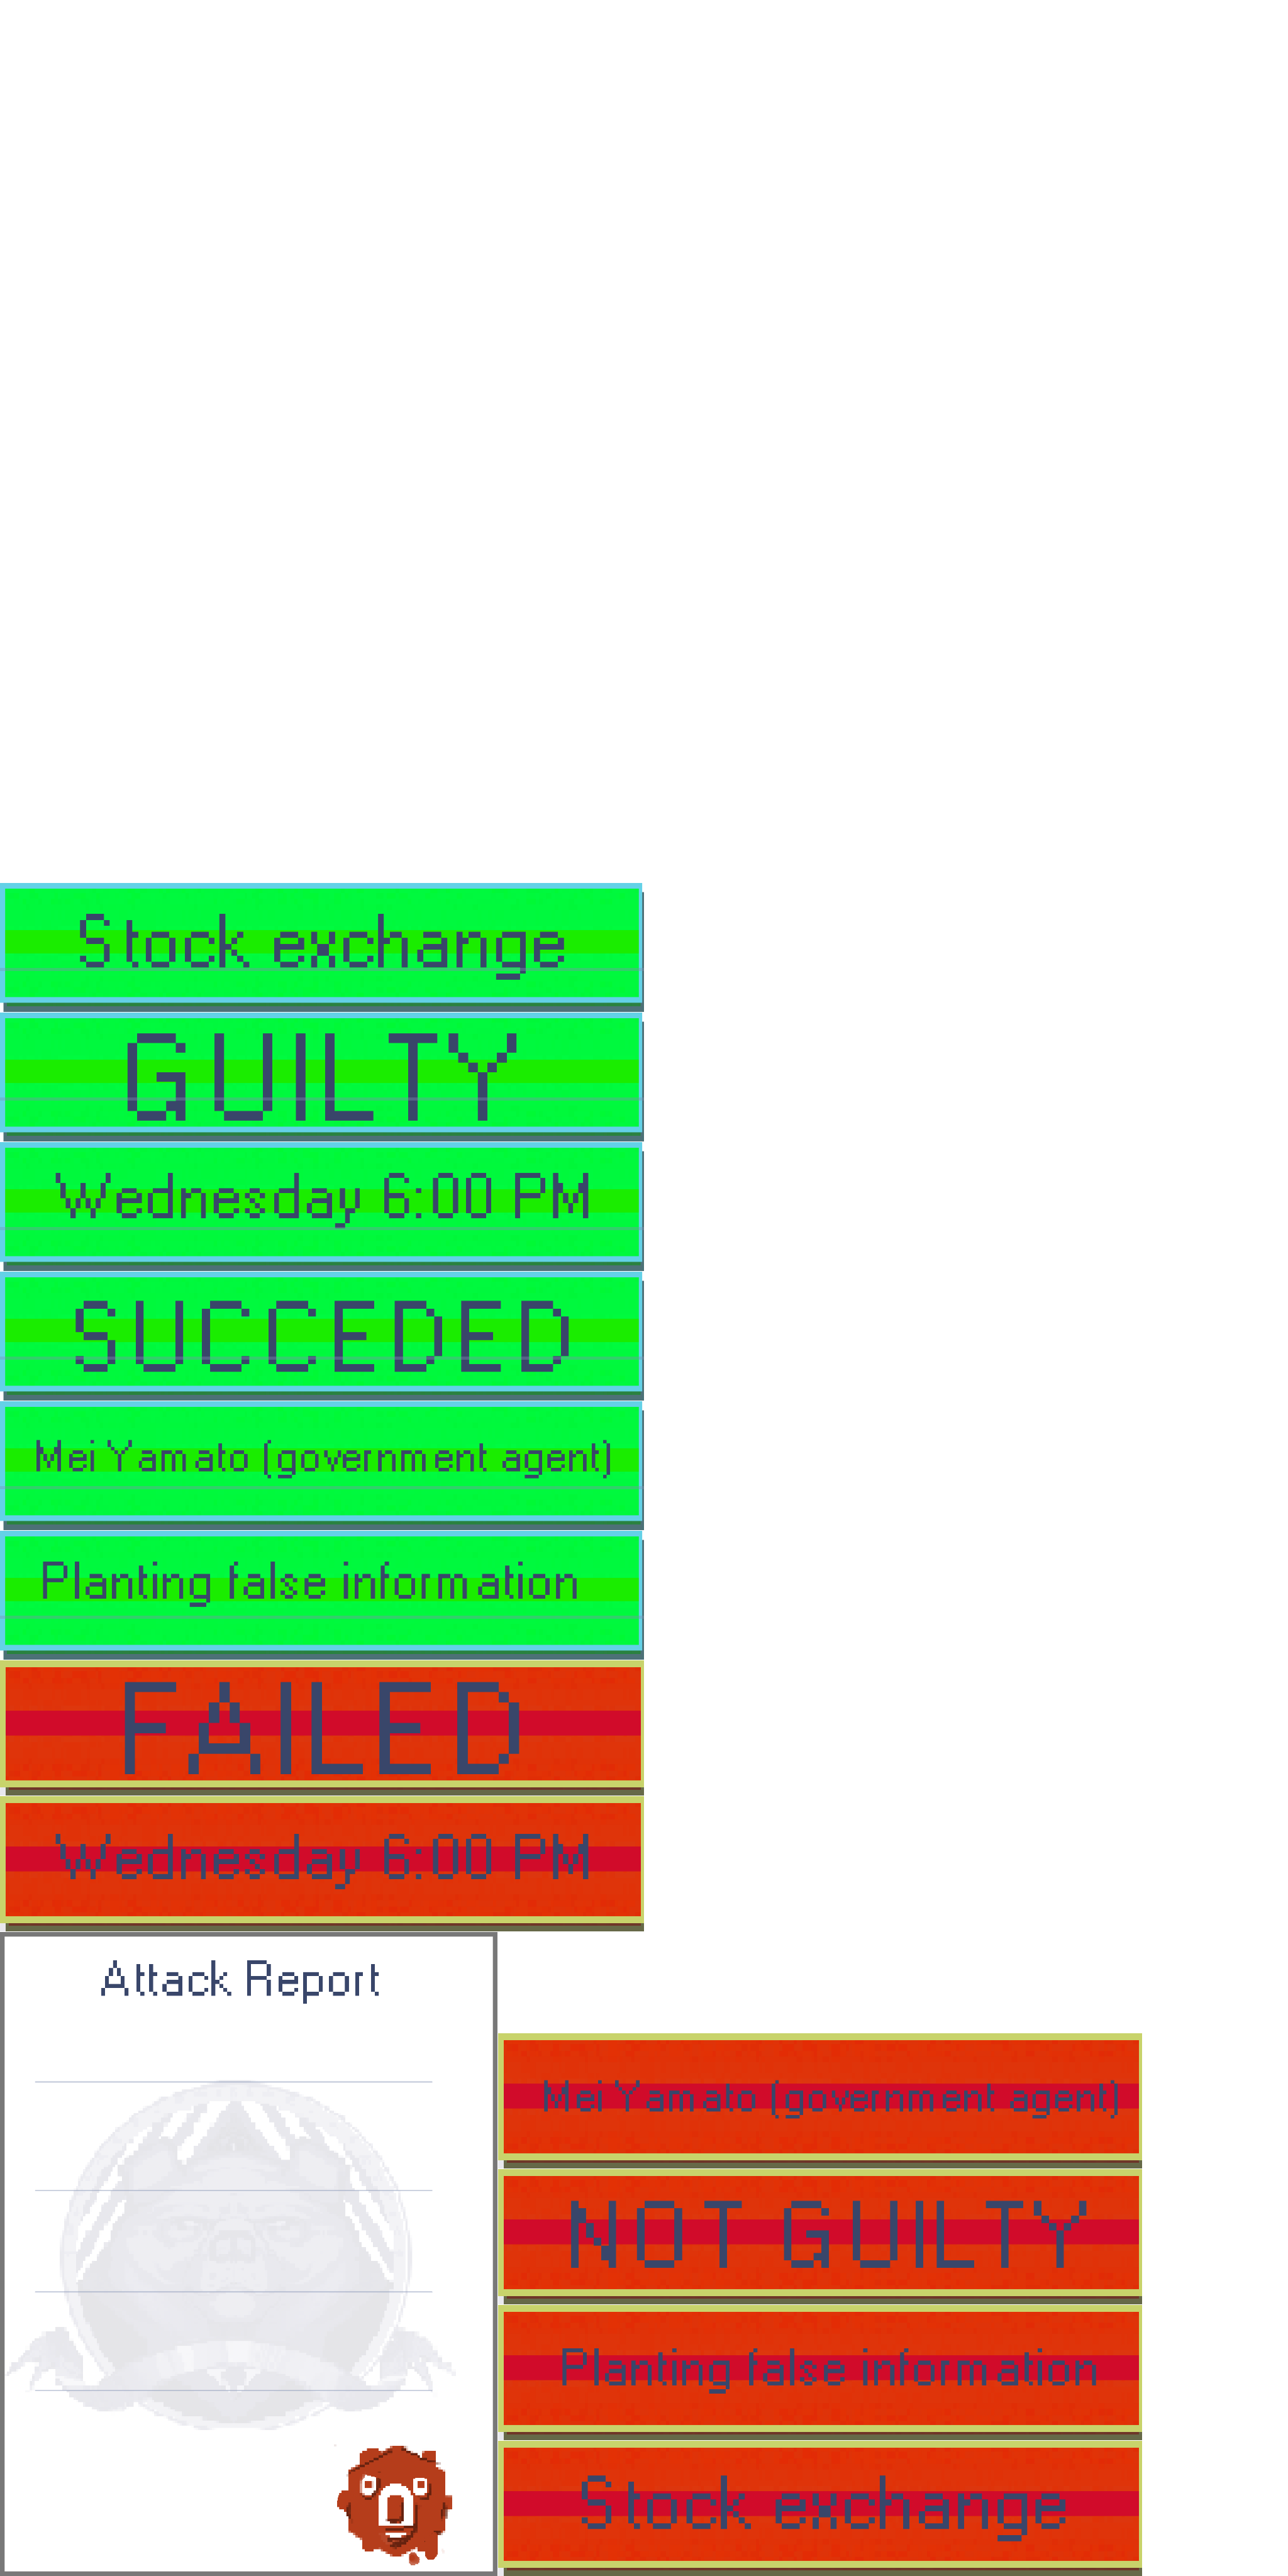 Stock exchange
GUILTY
Wednesday 6:00 PM
SUCCEDED
Mei Yamato (government agent)
Planting false information
FAILED
Wednesday 6:00 PM
Attack Report
Mei Yamato (government agent)
NOT GUILTY
Planting false information
Stock exchange